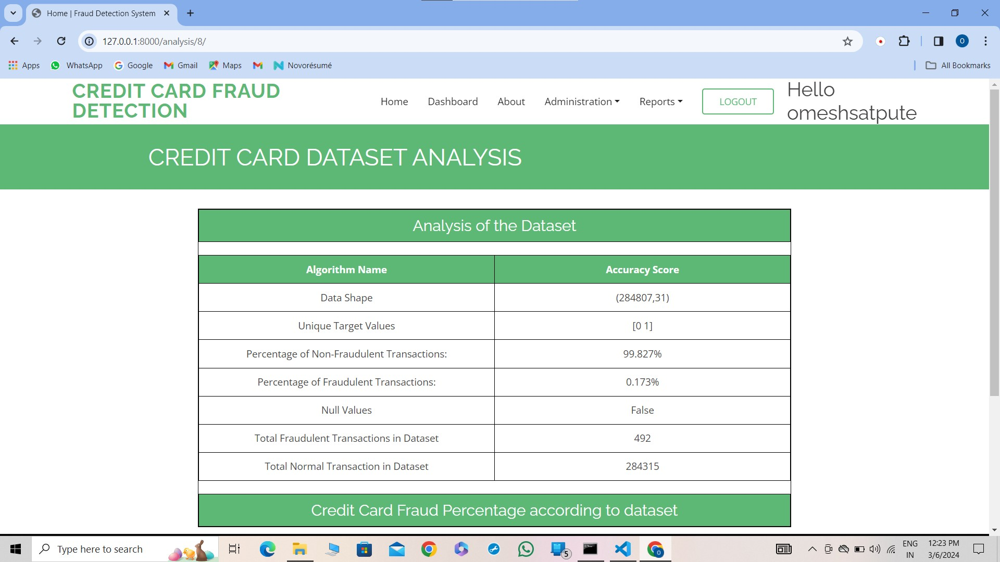 Home | Fraud Detection System
127.0.0.1:8000/analysis/8/
O
Apps WhatsApp Google Gmail Maps Novorésumé All Bookmarks
CREDIT CARD FRAUD
DETECTION
Home Dashboard About Administration Reports LOGOUT
Hello
omeshsatpute
CREDIT CARD DATASET ANALYSIS
Analysis of the Dataset
Algorithm Name Accuracy Score
Data Shape (284807,31)
Unique Target Values [0 1]
Percentage of Non-Fraudulent Transactions: 99.827%
Percentage of Fraudulent Transactions: 0.173%
Null Values False
Total Fraudulent Transactions in Dataset 492
Total Normal Transaction in Dataset 284315
Credit Card Fraud Percentage according to dataset
Type here to search
5
O
ENG
IN
12:23 PM
3/6/2024